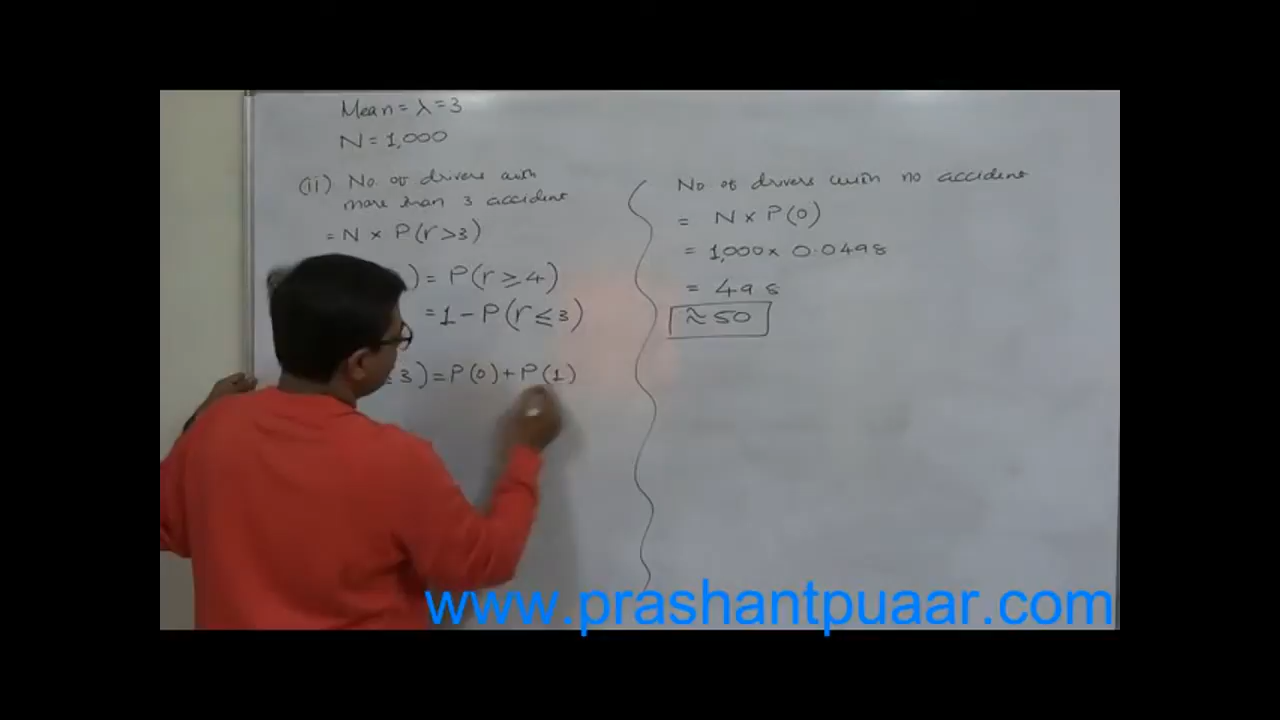 Mean = λ = 3
N = 1,000
(ii) No. of drivers with
more than 3 accident
= N × P(r>3)
) = P(r ≥ 4)
= 1 - P(r ≤ 3)
≤ 3) = P(0) + P(1)
No of drivers with no accident
= N × P(0)
= 1,000 × 0.0498
= 49 8
≈ 50
www.prashantpuaar.com